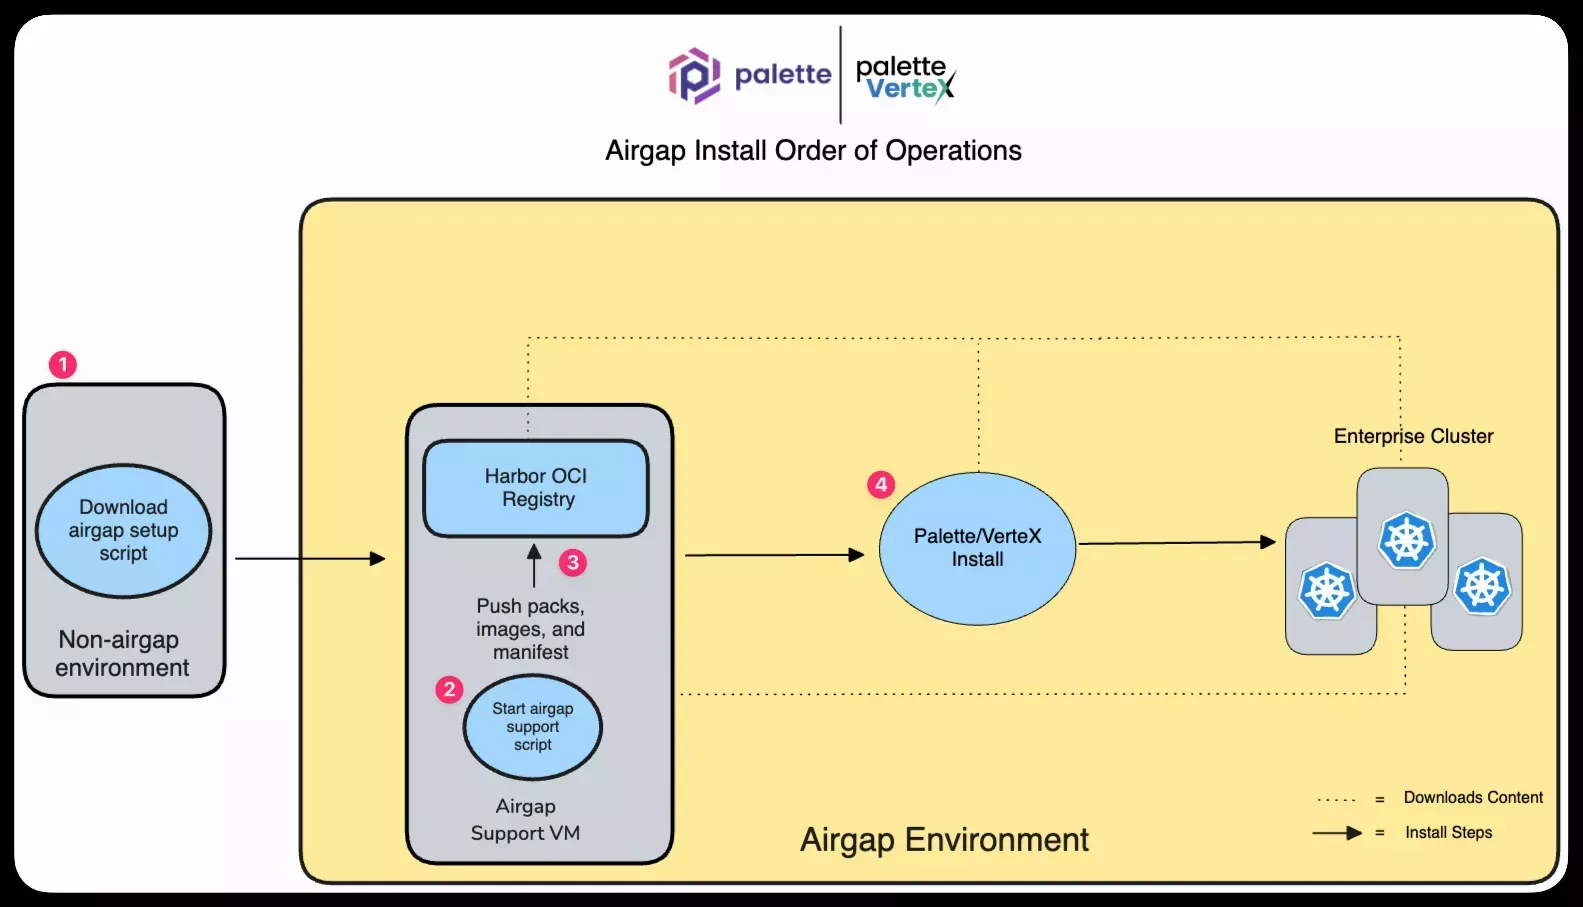 palette
palette
VerteX
Airgap Install Order of Operations
1
Download
airgap setup
script
Non-airgap
environment
Harbor OCI
Registry
3
Push packs,
images, and
manifest
2
Start airgap
support
script
Airgap
Support VM
4
Palette/VerteX
Install
Enterprise Cluster
Airgap Environment
= Downloads Content
= Install Steps